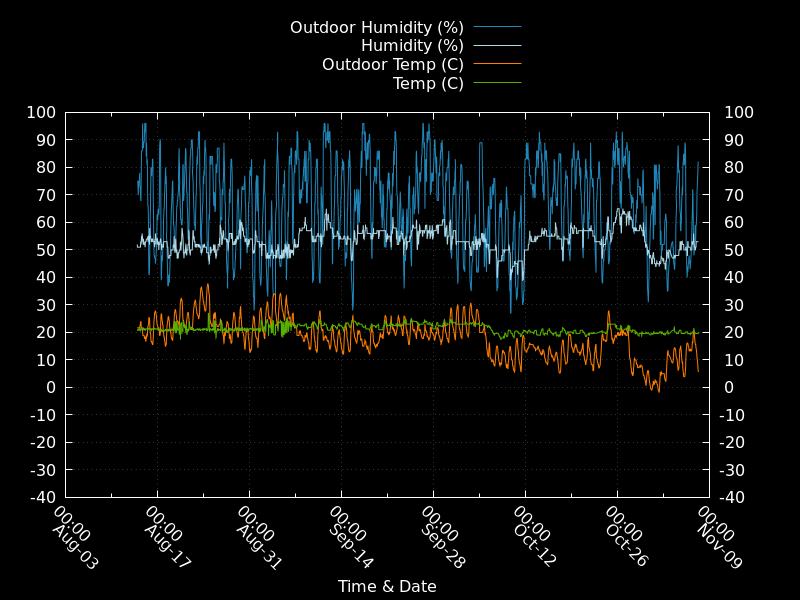 Outdoor Humidity (%)
Humidity (%)
Outdoor Temp (C)
Temp (C)
100 100
90 90
80 80
70 70
60 60
50 50
40 40
30 30
20 20
10 10
0 0
-10 -10
-20 -20
-30 -30
-40 -40
00:00 00:00 00:00 00:00 00:00 00:00 00:00 00:00
Aug-03 Aug-17 Aug-31 Sep-14 Sep-28 Oct-12 Oct-26 Nov-09
Time & Date